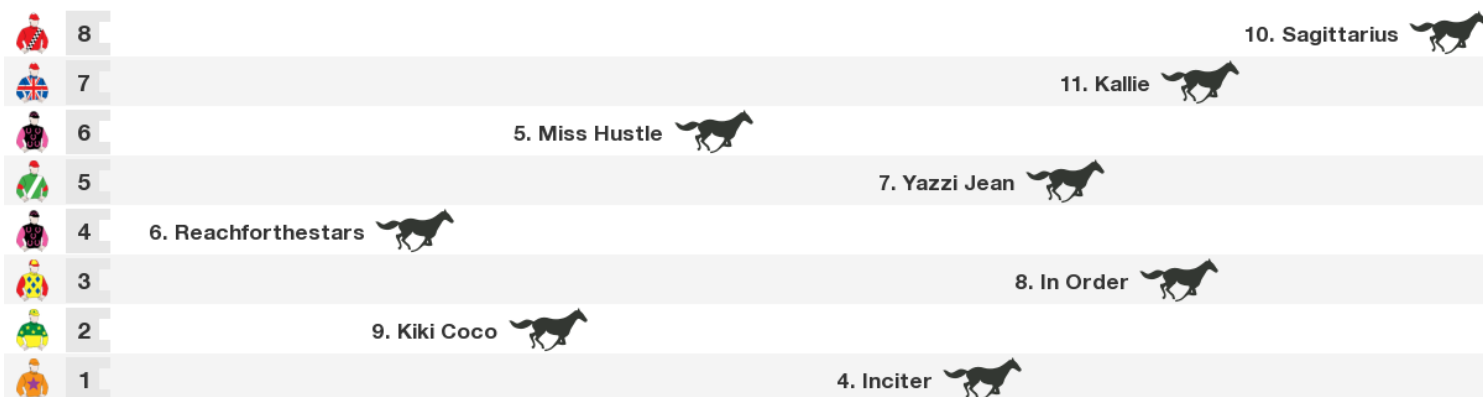 8 10. Sagittarius
7 11. Kallie
6 5. Miss Hustle
5 7. Yazzi Jean
4 6. Reachforthestars
3 8. In Order
2 9. Kiki Coco
1 4. Inciter